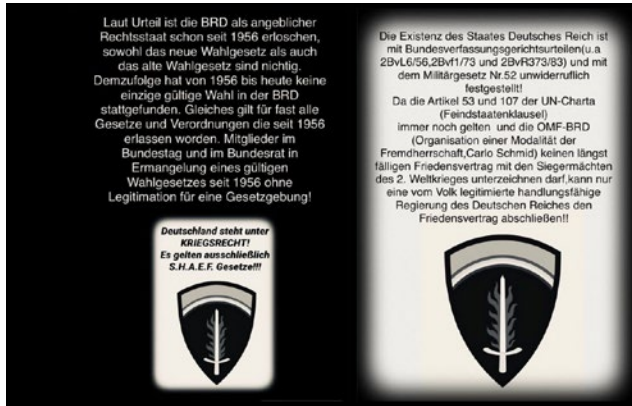 Laut Urteil ist die BRD als angeblicher
Rechtsstaat schon seit 1956 erloschen,
sowohl das neue Wahlgesetz als auch
das alte Wahlgesetz sind nichtig.
Demzufolge hat von 1956 bis heute keine
einzige gültige Wahl in der BRD
stattgefunden. Gleiches gilt für fast alle
Gesetze und Verordnungen die seit 1956
erlassen worden. Mitglieder im
Bundestag und im Bundesrat in
Ermangelung eines gültigen
Wahlgesetzes seit 1956 ohne
Legitimation für eine Gesetzgebung!
Deutschland steht unter
KRIEGSRECHT!
Es gelten ausschließlich
S.H.A.E.F. Gesetze!!!
Die Existenz des Staates Deutsches Reich ist
mit Bundesverfassungsgerichtsurteilen(u.a
2BvL6/56,2Bvf1/73 und 2BvR373/83) und mit
dem Militärgesetz Nr.52 unwiderruflich
festgestellt!
Da die Artikel 53 und 107 der UN-Charta
(Feindstaatenklausel)
immer noch gelten und die OMF-BRD
(Organisation einer Modalität der
Fremdherrschaft,Carlo Schmid) keinen längst
fälligen Friedensvertrag mit den Siegermächten
des 2. Weltkrieges unterzeichnen darf,kann nur
eine vom Volk legitimierte handlungsfähige
Regierung des Deutschen Reiches den
Friedensvertrag abschließen!!